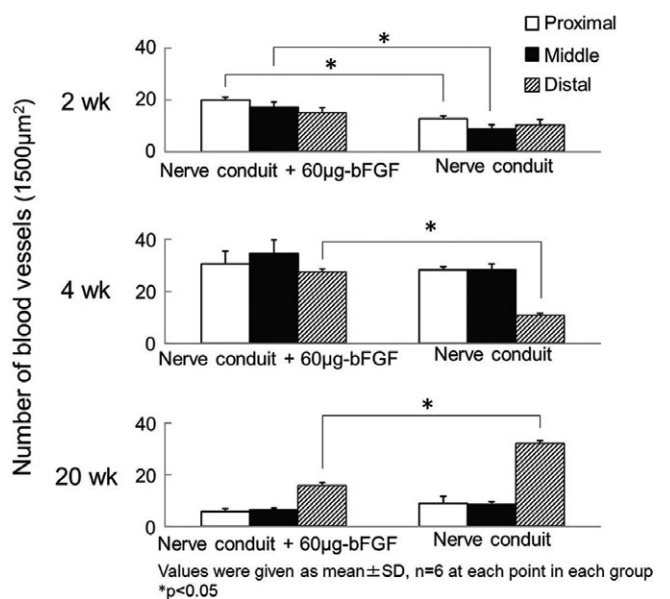 Proximal
Middle
Distal
Number of blood vessels (1500μm²)
2 wk
40
20
0
*
*
Nerve conduit + 60μg-bFGF
Nerve conduit
4 wk
40
20
0
*
Nerve conduit + 60μg-bFGF
Nerve conduit
20 wk
40
20
0
*
Nerve conduit + 60μg-bFGF
Nerve conduit
Values were given as mean±SD, n=6 at each point in each group
*p<0.05